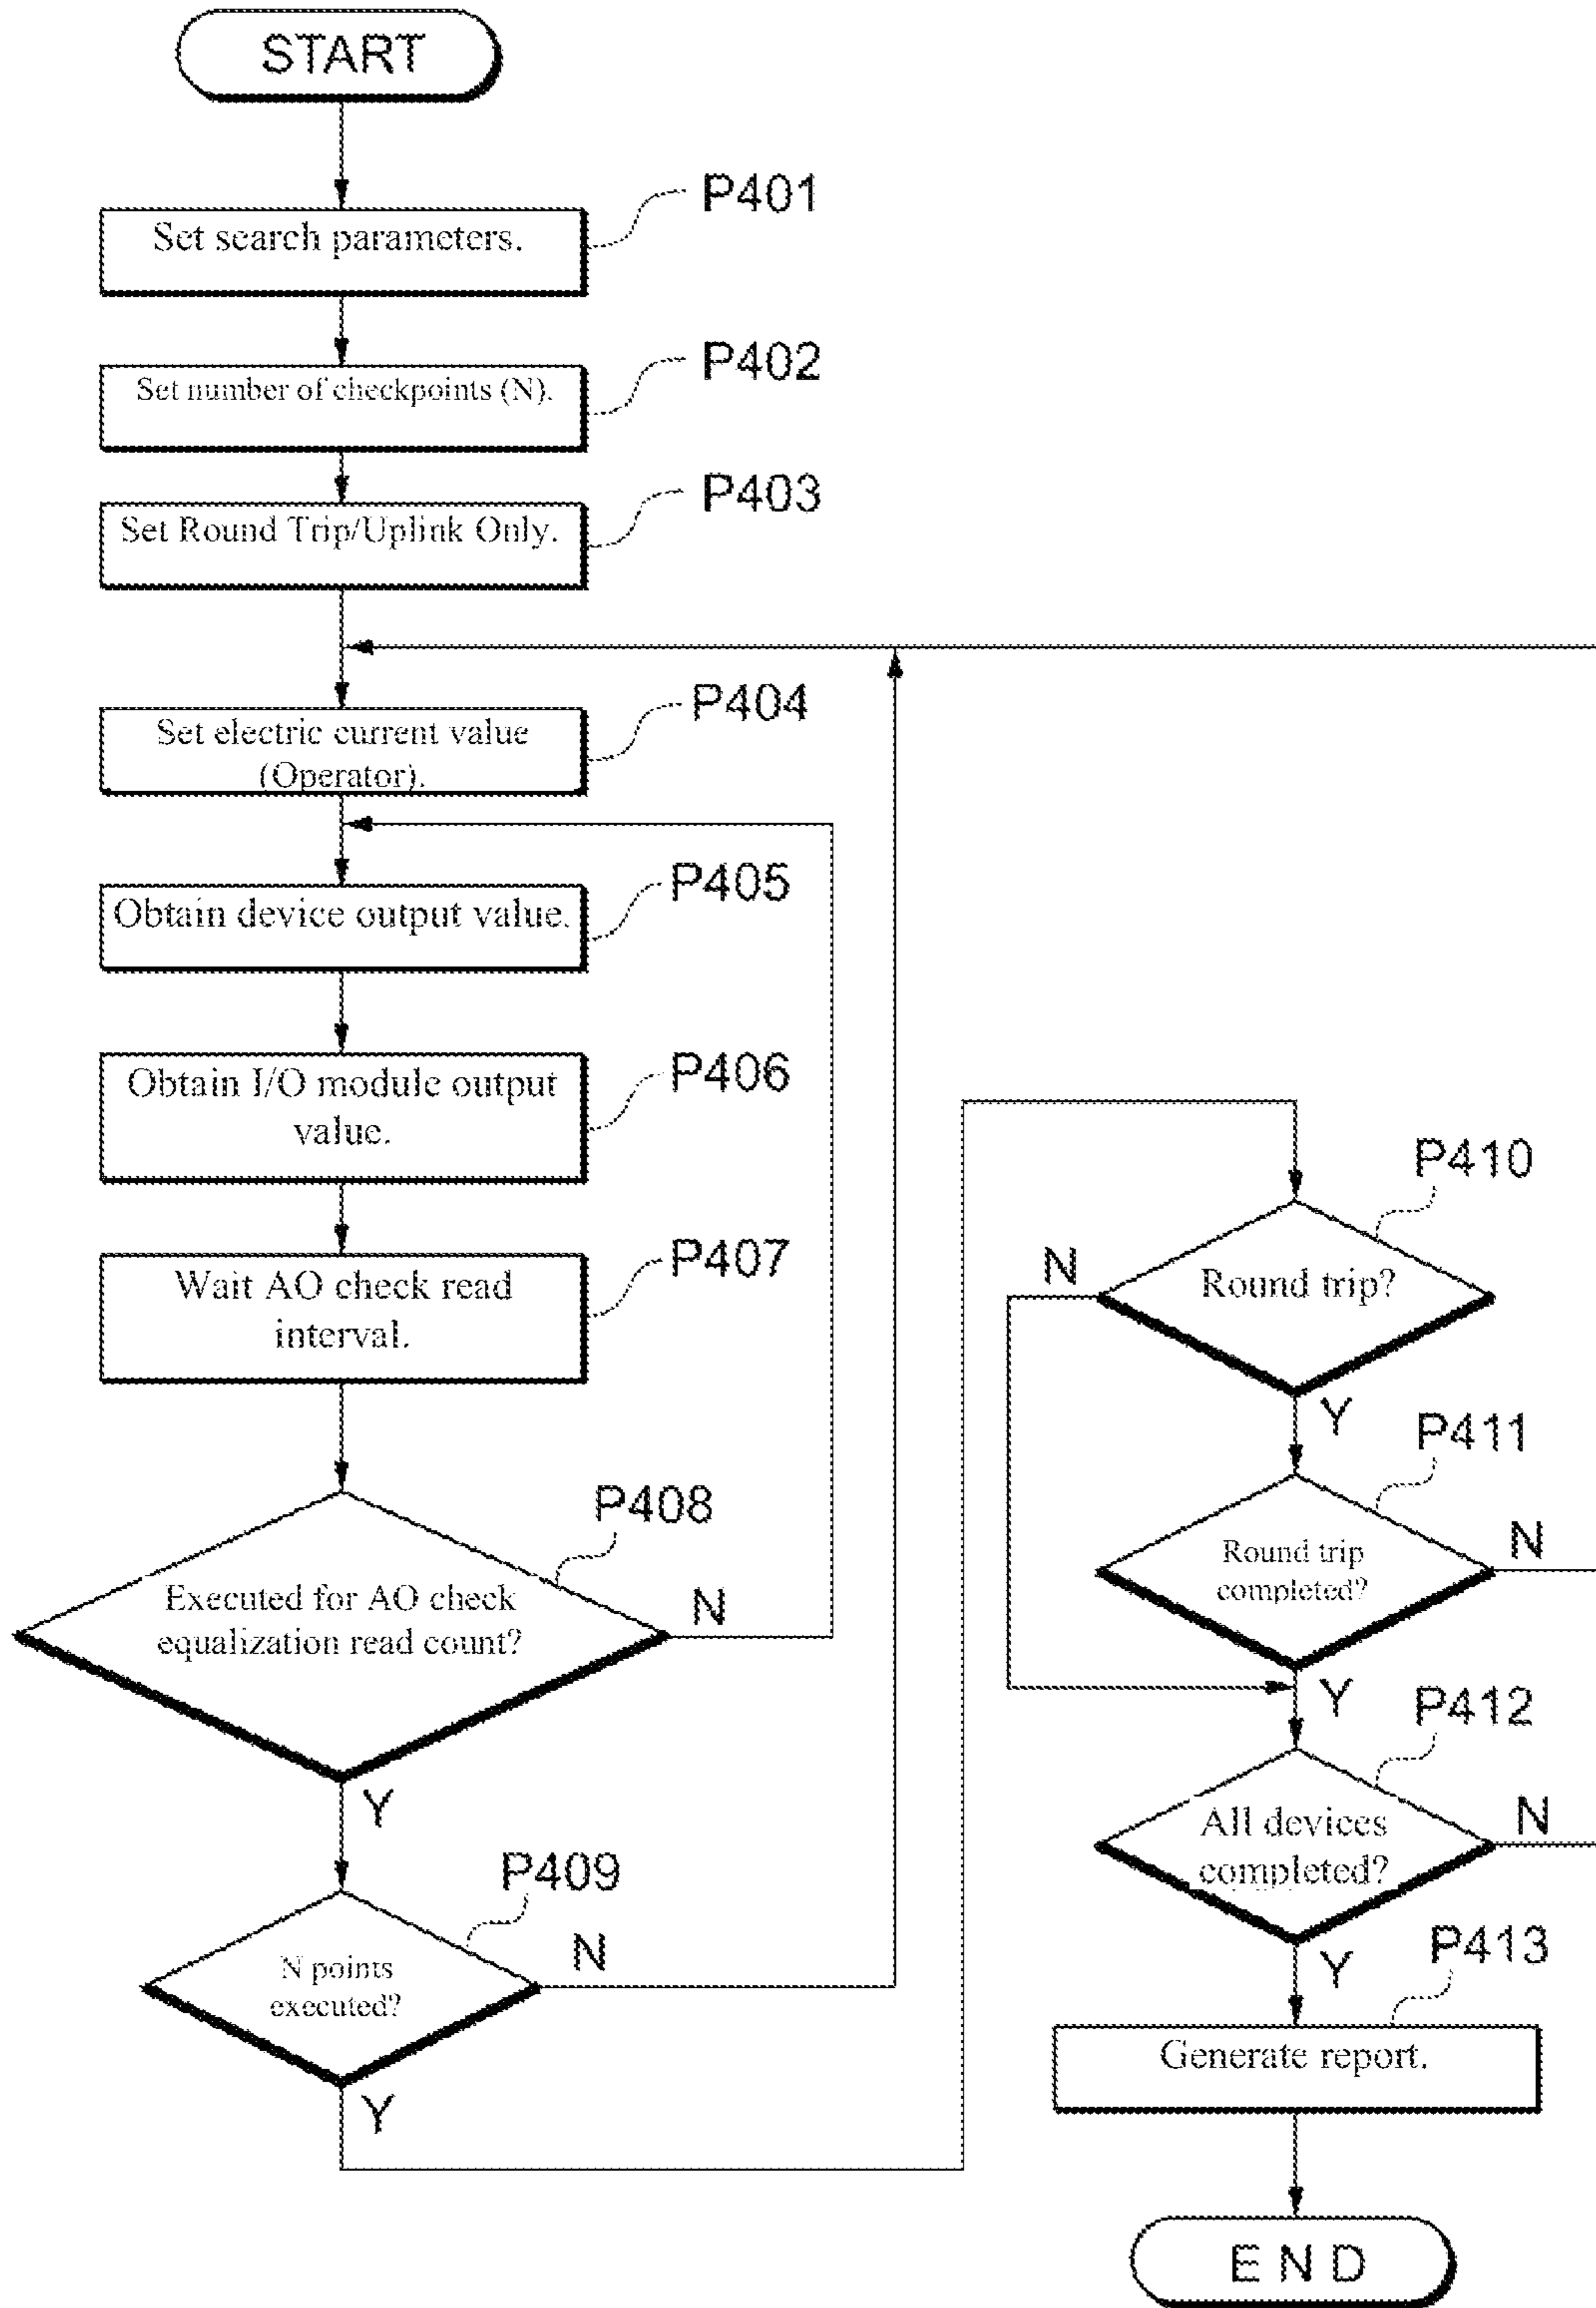 START
P401
Set search parameters.
P402
Set number of checkpoints (N).
P403
Set Round Trip/Uplink Only.
P404
Set electric current value
(Operator).
P405
Obtain device output value.
P406
Obtain I/O module output
value.
P407
Wait AO check read
interval.
P408
Executed for AO check
equalization read count?
N
Y
P409
N points
executed?
N
Y
P410
N
Round trip?
Y
P411
Round trip
completed?
N
Y
P412
All devices
completed?
N
Y
P413
Generate report.
E N D